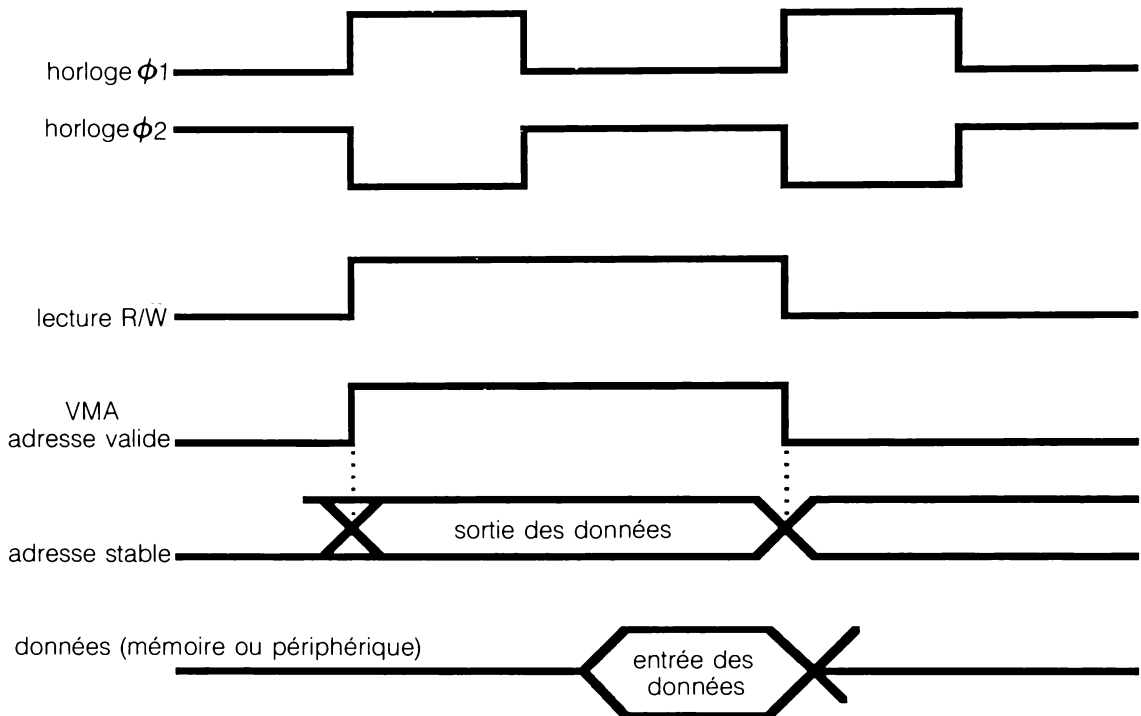 horloge ϕ1
horloge ϕ2
lecture R/W̅
VMA
adresse valide
sortie des données
adresse stable
données (mémoire ou périphérique)
entrée des
données